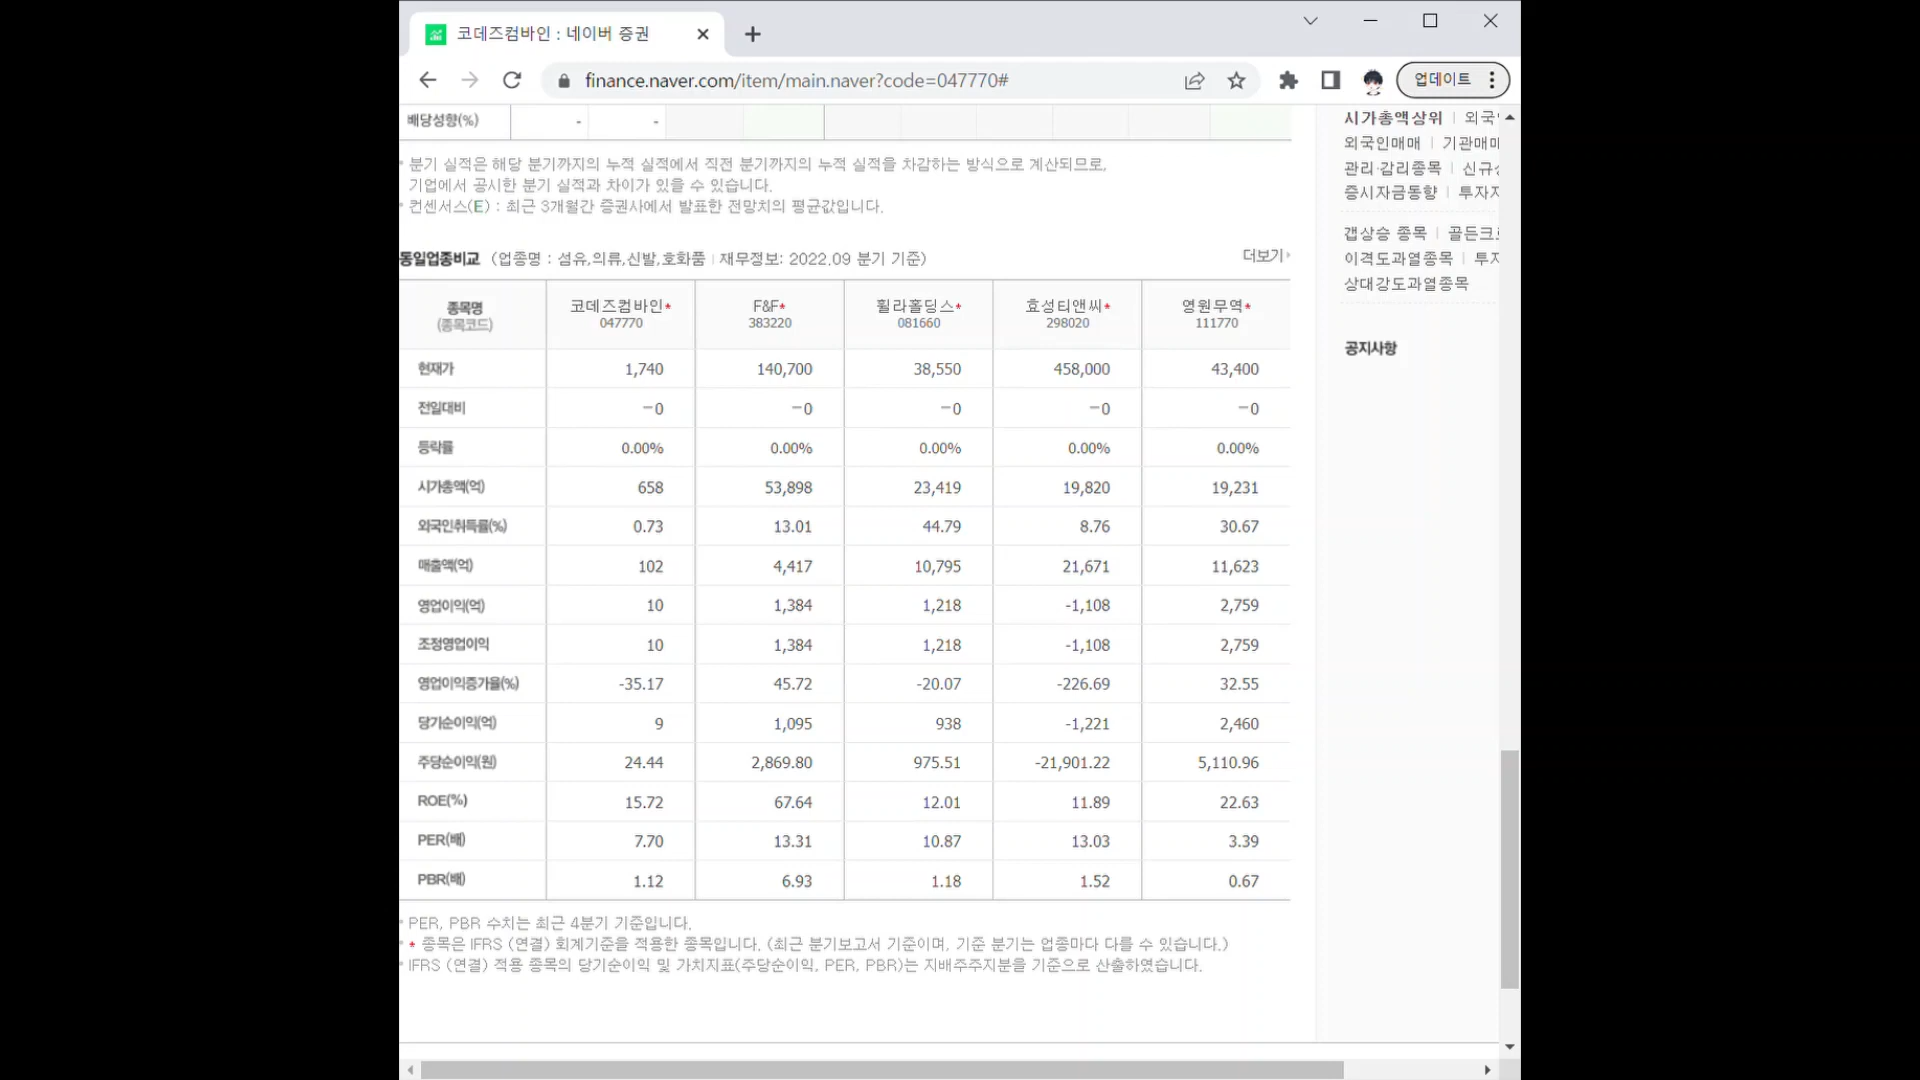 코데즈컴바인 : 네이버 증권
finance.naver.com/item/main.naver?code=047770#
업데이트
배당성향(%) - -
* 분기 실적은 해당 분기까지의 누적 실적에서 직전 분기까지의 누적 실적을 차감하는 방식으로 계산되므로,
기업에서 공시한 분기 실적과 차이가 있을 수 있습니다.
* 컨센서스(E) : 최근 3개월간 증권사에서 발표한 전망치의 평균값입니다.
동일업종비교 (업종명 : 섬유,의류,신발,호화품 | 재무정보: 2022.09 분기 기준) 더보기
종목명 (종목코드) 코데즈컴바인* 047770 F&F* 383220 휠라홀딩스* 081660 효성티앤씨* 298020 영원무역* 111770
현재가 1,740 140,700 38,550 458,000 43,400
전일대비 −0 −0 −0 −0 −0
등락률 0.00% 0.00% 0.00% 0.00% 0.00%
시가총액(억) 658 53,898 23,419 19,820 19,231
외국인취득률(%) 0.73 13.01 44.79 8.76 30.67
매출액(억) 102 4,417 10,795 21,671 11,623
영업이익(억) 10 1,384 1,218 -1,108 2,759
조정영업이익 10 1,384 1,218 -1,108 2,759
영업이익증가율(%) -35.17 45.72 -20.07 -226.69 32.55
당기순이익(억) 9 1,095 938 -1,221 2,460
주당순이익(원) 24.44 2,869.80 975.51 -21,901.22 5,110.96
ROE(%) 15.72 67.64 12.01 11.89 22.63
PER(배) 7.70 13.31 10.87 13.03 3.39
PBR(배) 1.12 6.93 1.18 1.52 0.67
* PER, PBR 수치는 최근 4분기 기준입니다.
* * 종목은 IFRS (연결) 회계기준을 적용한 종목입니다. (최근 분기보고서 기준이며, 기준 분기는 업종마다 다를 수 있습니다.)
* IFRS (연결) 적용 종목의 당기순이익 및 가치지표(주당순이익, PER, PBR)는 지배주주지분을 기준으로 산출하였습니다.
시가총액상위 | 외국
외국인매매 | 기관매매
관리·감리종목 | 신규
증시자금동향 | 투자
갭상승 종목 | 골든크
이격도과열종목 | 투
상대강도과열종목
공지사항